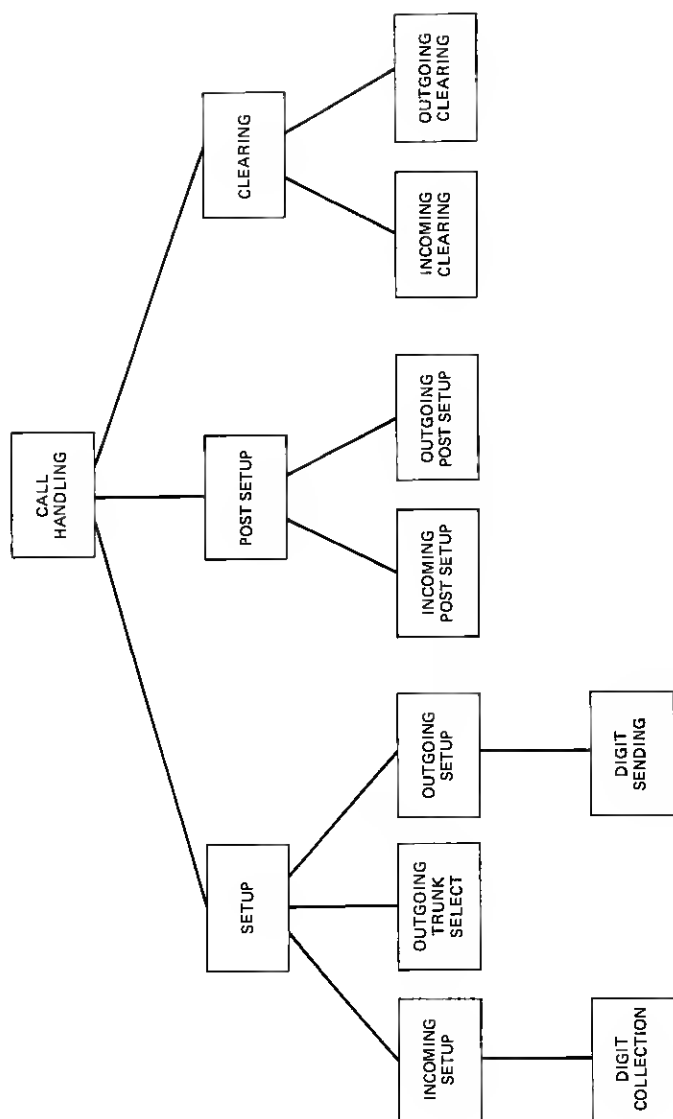 CALL
HANDLING
SETUP
POST SETUP
CLEARING
INCOMING
SETUP
OUTGOING
TRUNK
SELECT
OUTGOING
SETUP
INCOMING
POST SETUP
OUTGOING
POST SETUP
INCOMING
CLEARING
OUTGOING
CLEARING
DIGIT
COLLECTION
DIGIT
SENDING